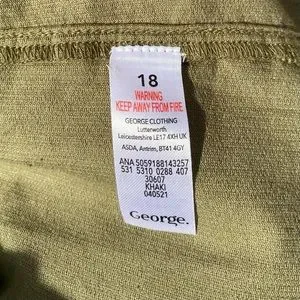 18
WARNING
KEEP AWAY FROM FIRE
GEORGE CLOTHING
Lutterworth
Leicestershire LE17 4XH UK
ASDA, Antrim, BT41 4GY
ANA 5059188143257
531 5310 0288 407
30607
KHAKI
040521
George.